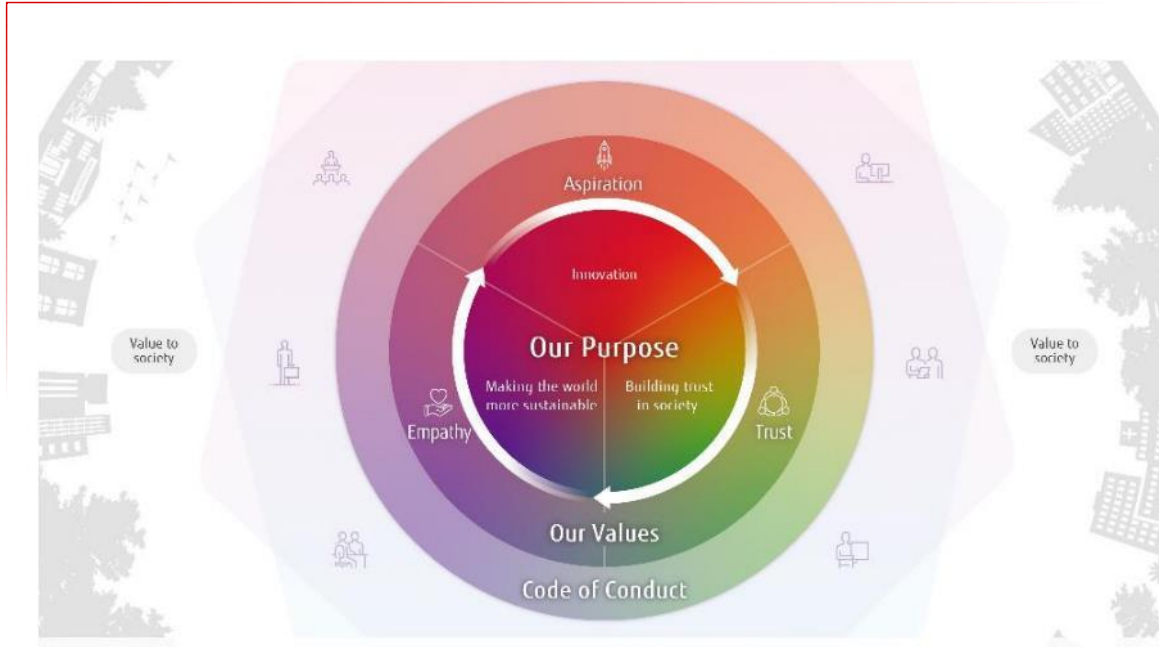 Aspiration
Innovation
Our Purpose
Making the world
more sustainable
Building trust
in society
Empathy
Trust
Our Values
Code of Conduct
Value to
society
Value to
society